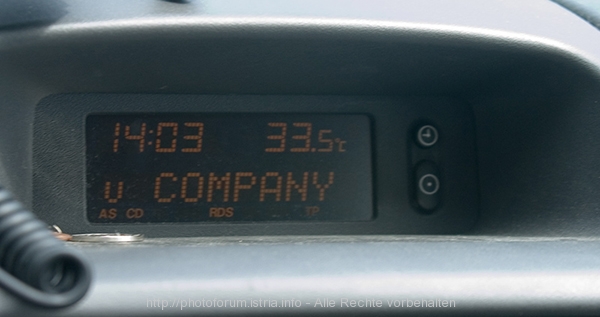 14:03 33.5°C
U COMPANY
AS CD RDS TP
http://photoforum.istria.info - Alle Rechte vorbehalten